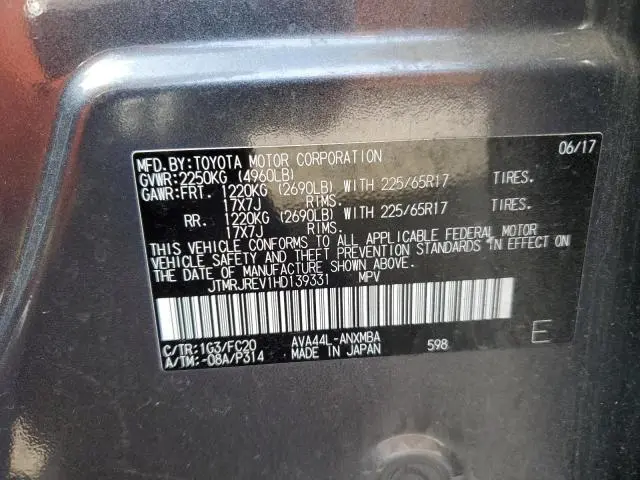 MFD.BY:TOYOTA MOTOR CORPORATION 06/17
GVWR:2250KG (4960LB)
GAWR:FRT. 1220KG (2690LB) WITH 225/65R17 TIRES.
17X7J RIMS.
RR. 1220KG (2690LB) WITH 225/65R17 TIRES.
17X7J RIMS.
THIS VEHICLE CONFORMS TO ALL APPLICABLE FEDERAL MOTOR
VEHICLE SAFETY AND THEFT PREVENTION STANDARDS IN EFFECT ON
THE DATE OF MANUFACTURE SHOWN ABOVE.
JTMRJREV1HD139331 MPV
C/TR:1G3/FC20 AVA44L-ANXMBA 598 E
A/TM:-08A/P314 MADE IN JAPAN